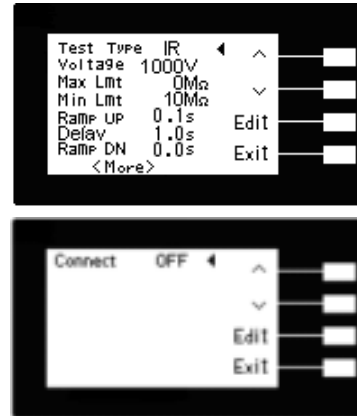 Test Type IR
Voltage 1000V
Max Lmt 0MΩ
Min Lmt 10MΩ
Ramp UP 0.1s
Delay 1.0s
Ramp DN 0.0s
<More>
Edit
Exit
Connect OFF
Edit
Exit